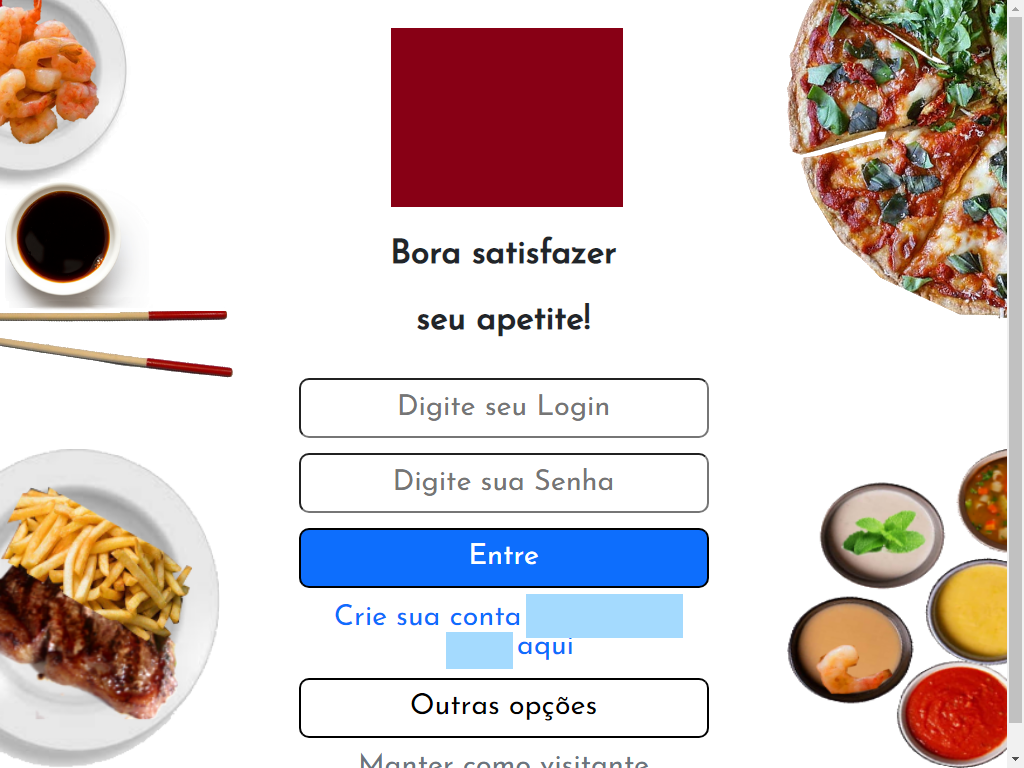 Bora satisfazer
seu apetite!
Digite seu Login
Digite sua Senha
Entre
Crie sua conta
aqui
Outras opções
Manter como visitante